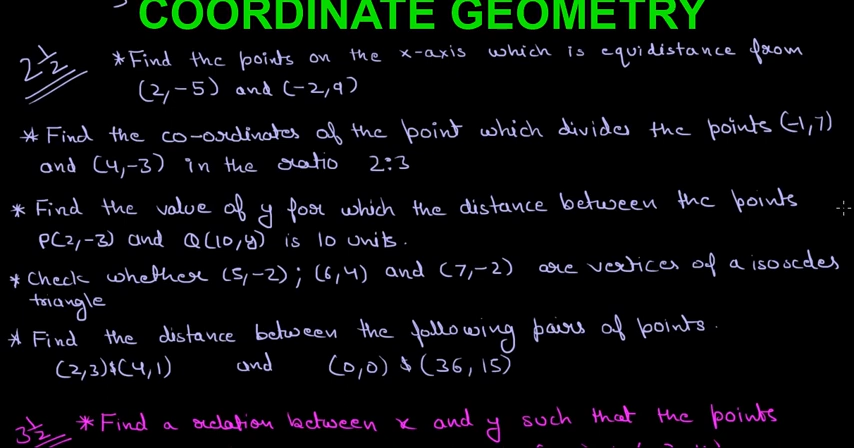 COORDINATE GEOMETRY
2 1/2 * Find the points on the x-axis which is equidistance from
(2,-5) and (-2,9)
* Find the co-ordinates of the point which divides the points (-1,7)
and (4,-3) in the ratio 2:3
* Find the value of y for which the distance between the points
P(2,-3) and Q(10,y) is 10 units.
* Check whether (5,-2); (6,4) and (7,-2) are vertices of a isosceles
triangle
* Find the distance between the following pairs of points.
(2,3) & (4,1) and (0,0) & (36,15)
3 1/2 * Find a relation between x and y such that the points